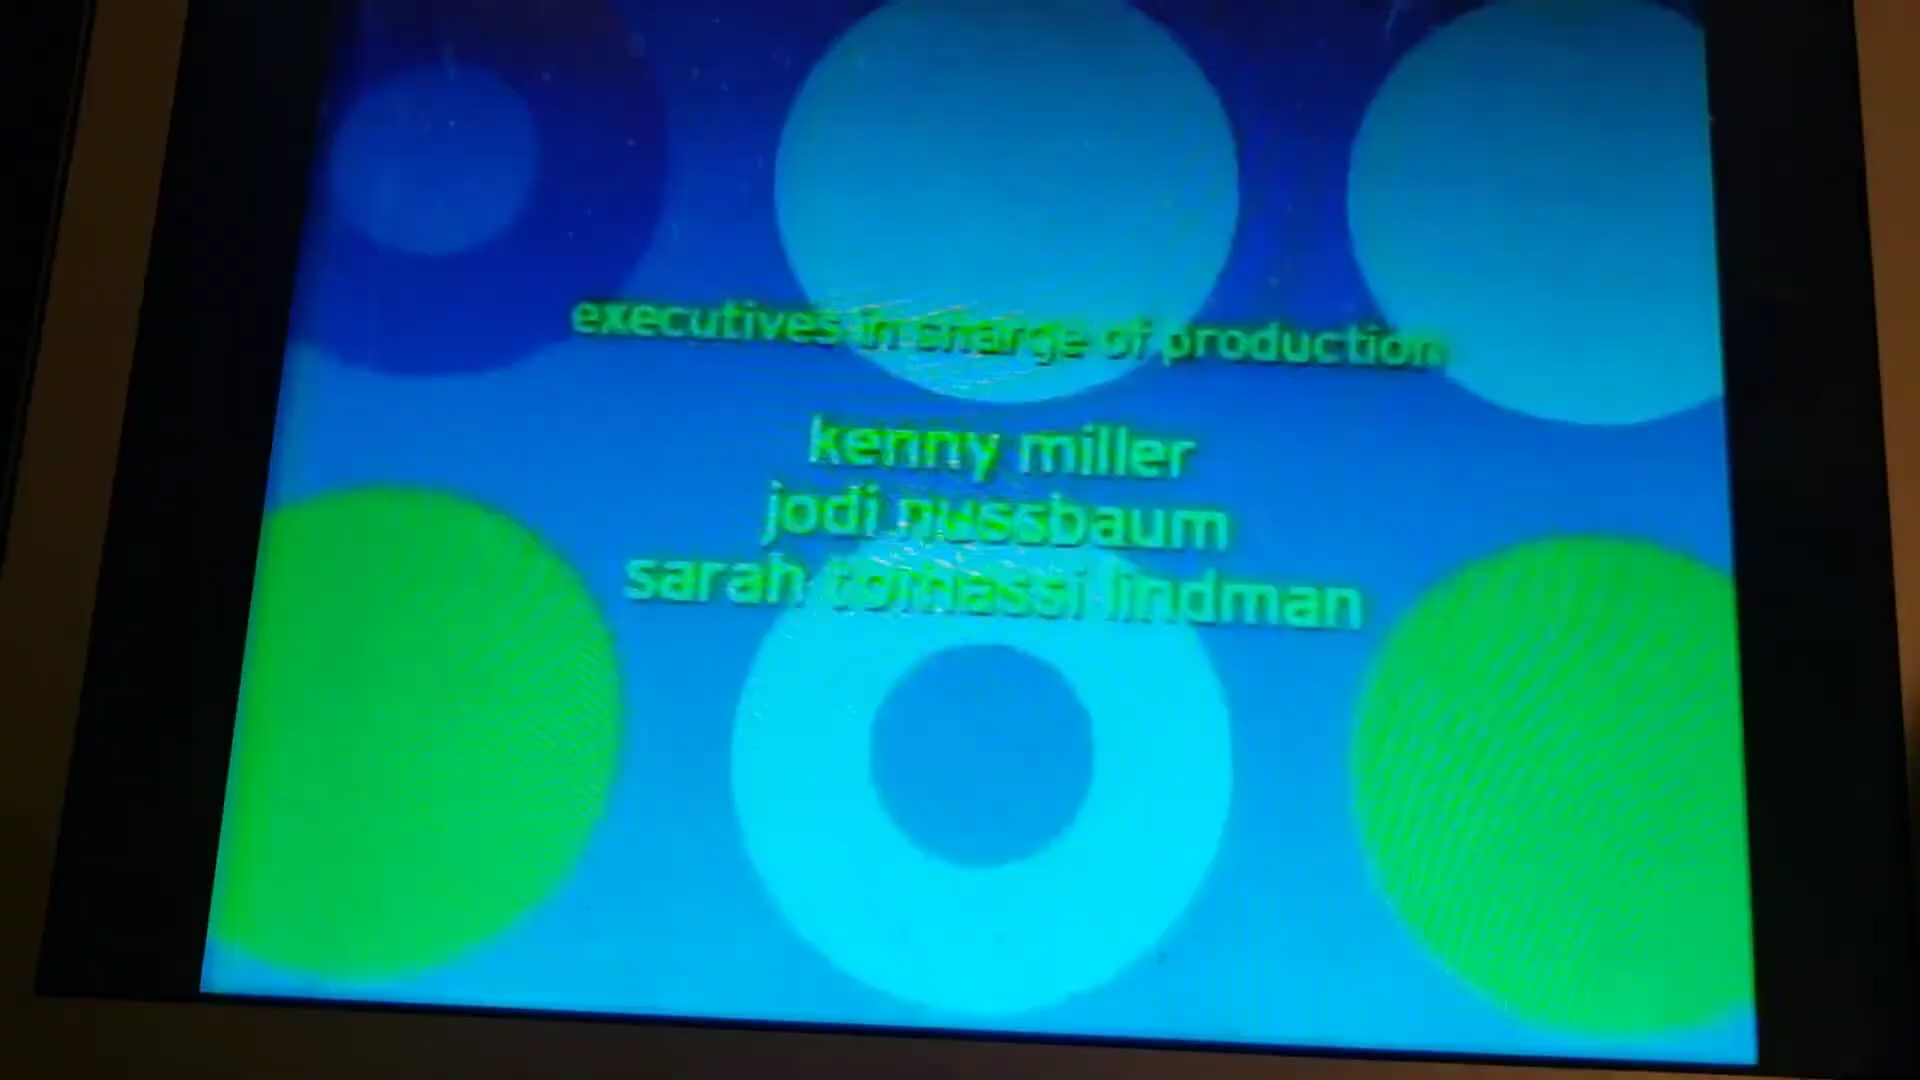 executives in charge of production
kenny miller
jodi nussbaum
sarah tomassi lindman